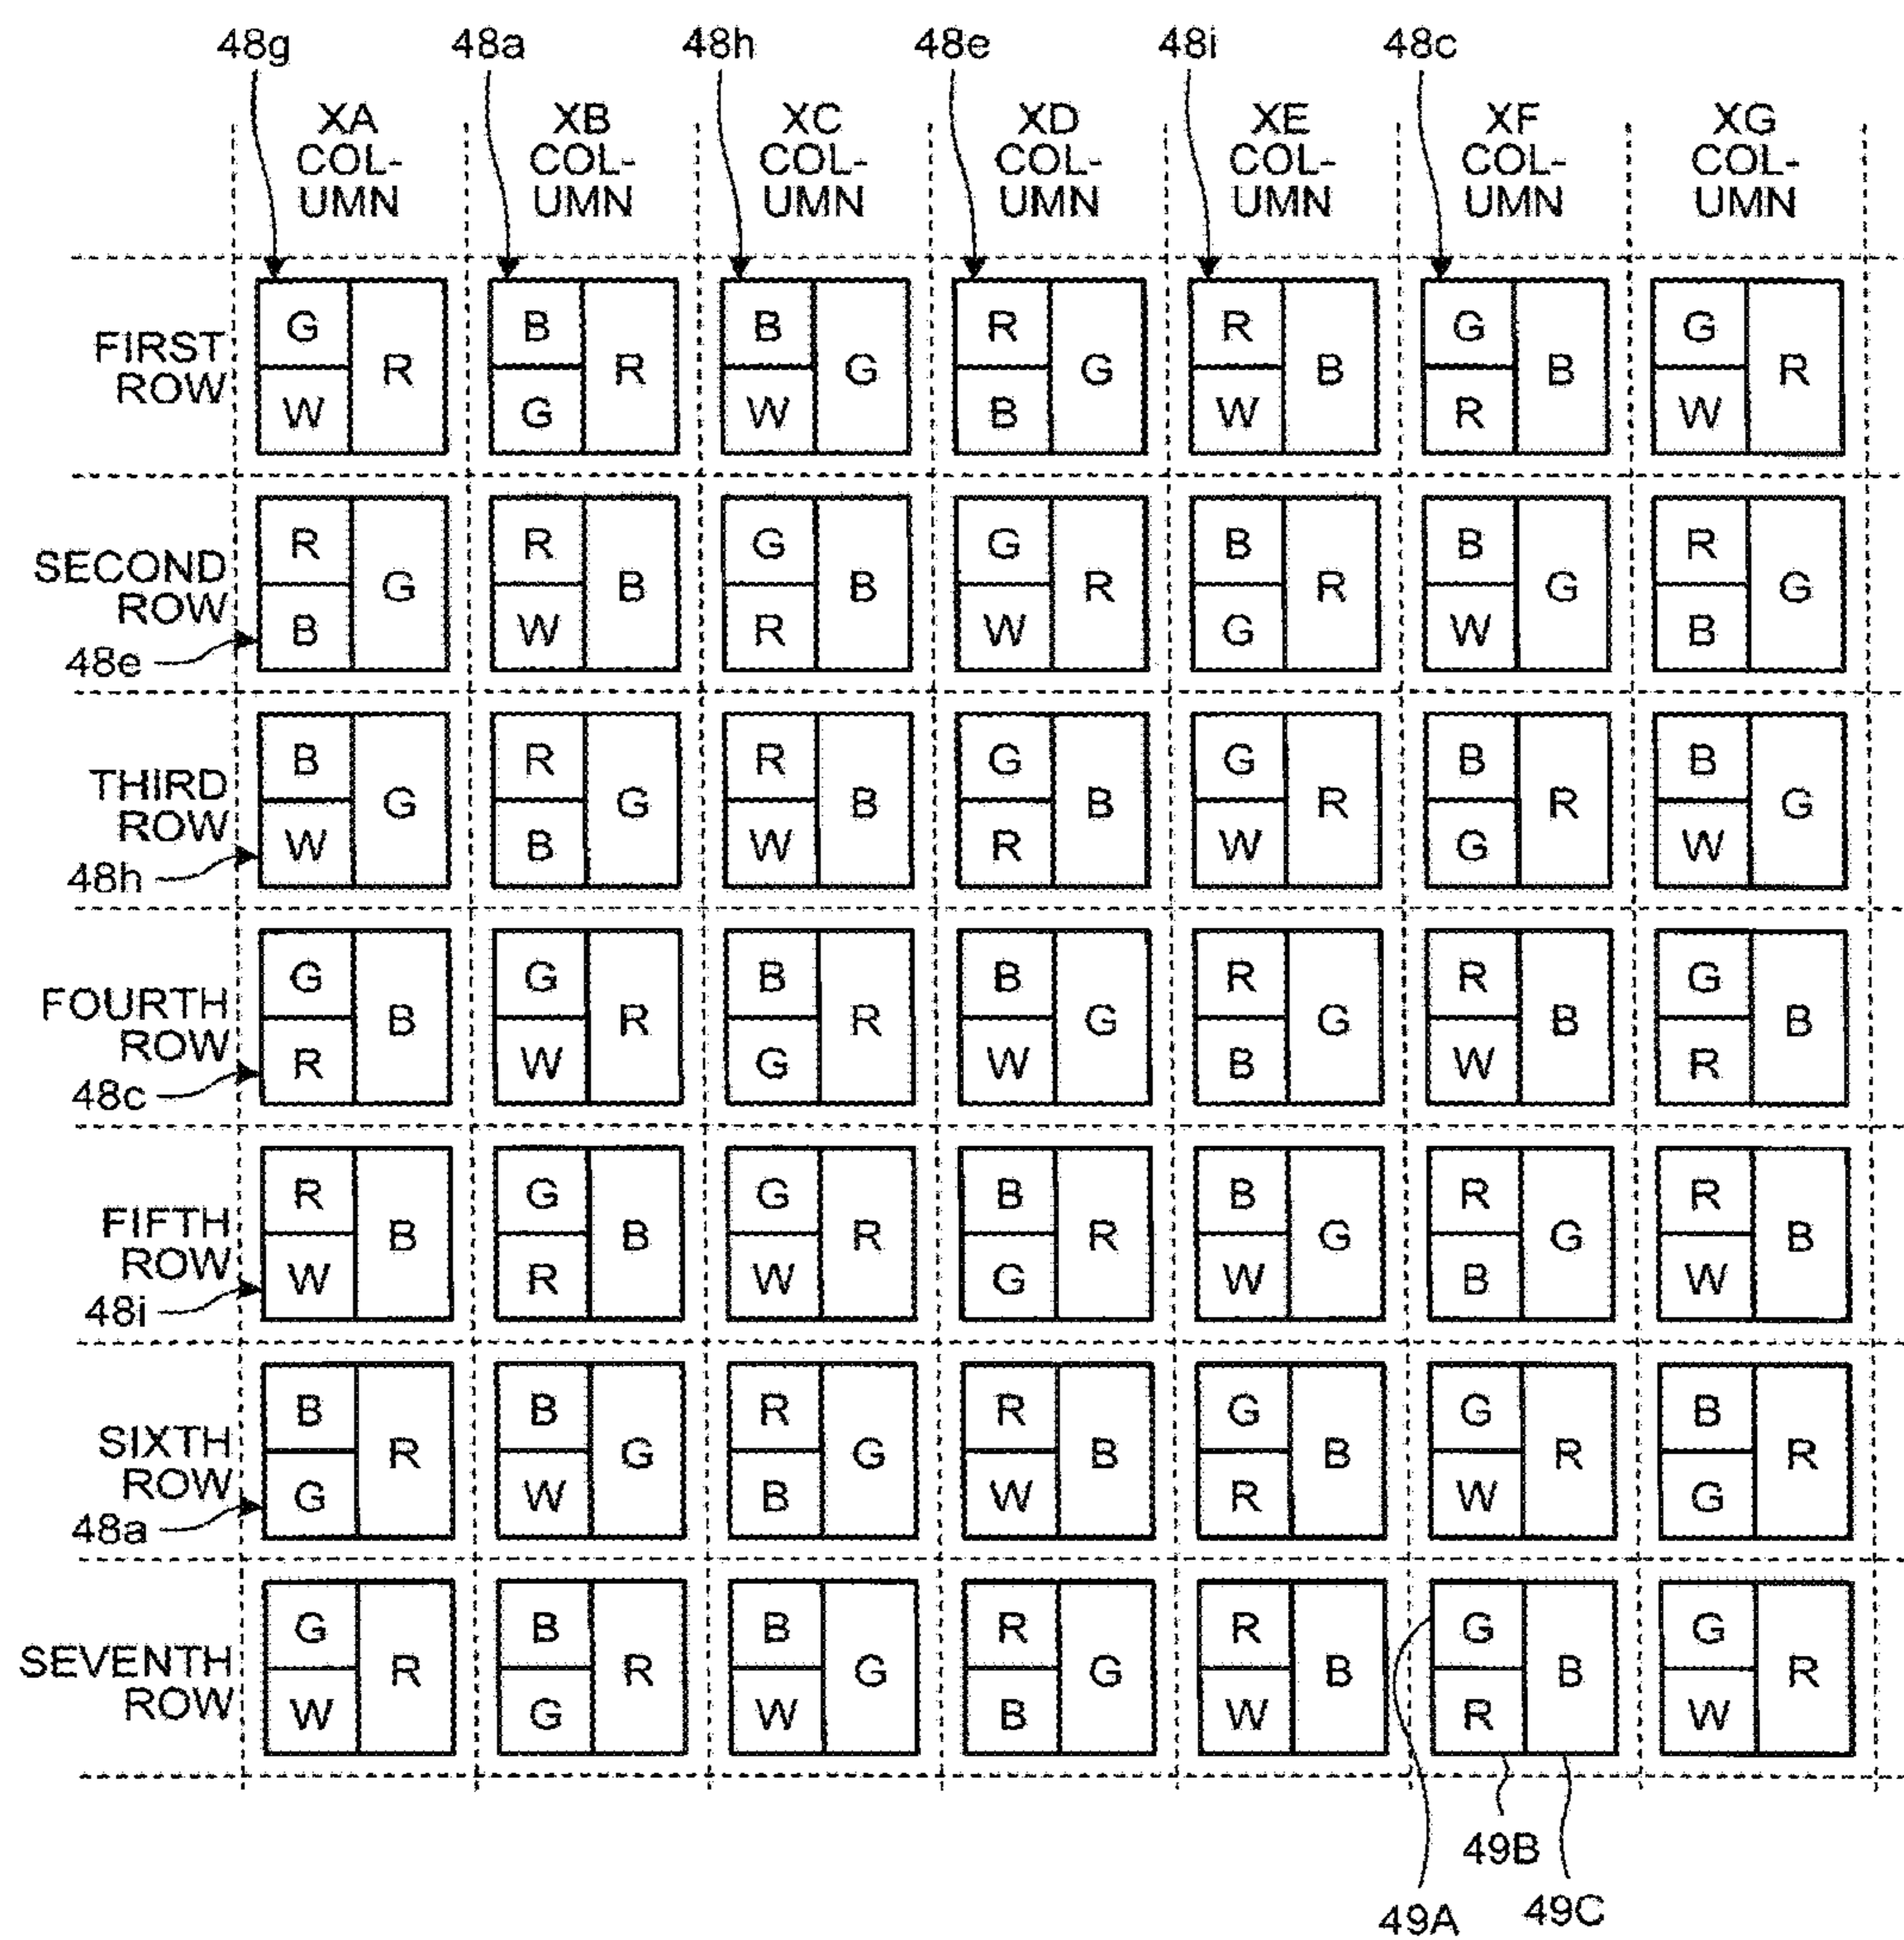 48g 48a 48h 48e 48i 48c
XA XB XC XD XE XF XG
COL- COL- COL- COL- COL- COL- COL-
UMN UMN UMN UMN UMN UMN UMN
G B B R R G G
FIRST
R R G G B B R
ROW
W G W B W R W
R R G G B B R
SECOND
G B B R R G G
ROW
B W R W G W B
48e
B R R G G B B
THIRD
G G B B R R G
ROW
W B W R W G W
48h
G G B B R R G
FOURTH
B R R G G B B
ROW
R W G W B W R
48c
R G G B B R R
FIFTH
B B R R G G B
ROW
W R W G W B W
48i
B B R R G G B
SIXTH
R G G B B R R
ROW
G W B W R W G
48a
G B B R R G G
SEVENTH
R R G G B B R
ROW
W G W B W R W
49B
49A 49C